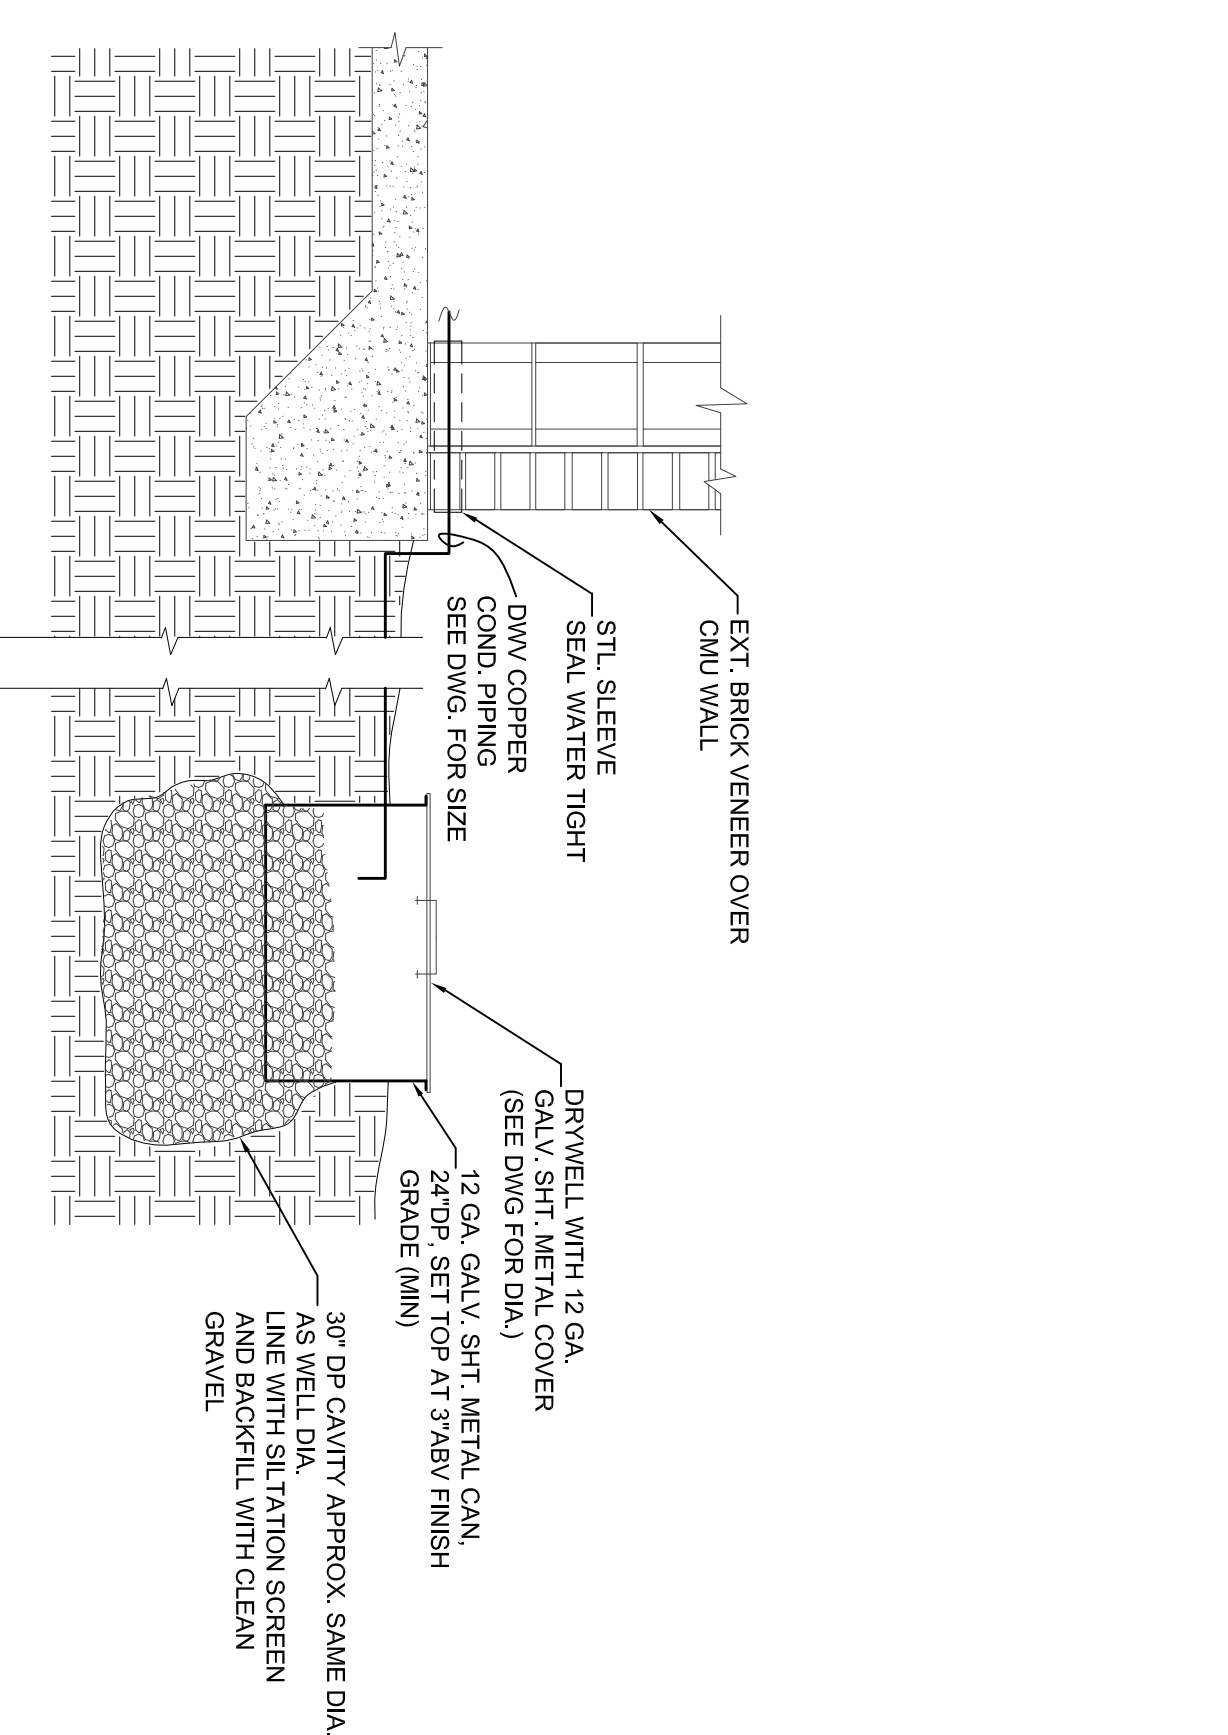 EXT. BRICK VENEER OVER
CMU WALL
STL. SLEEVE
SEAL WATER TIGHT
DWV COPPER
COND. PIPING
SEE DWG. FOR SIZE
DRYWELL WITH 12 GA.
GALV. SHT. METAL COVER
(SEE DWG FOR DIA.)
12 GA. GALV. SHT. METAL CAN,
24"DP, SET TOP AT 3"ABV FINISH
GRADE (MIN)
30" DP CAVITY APPROX. SAME DIA.
AS WELL DIA.
LINE WITH SILTATION SCREEN
AND BACKFILL WITH CLEAN
GRAVEL